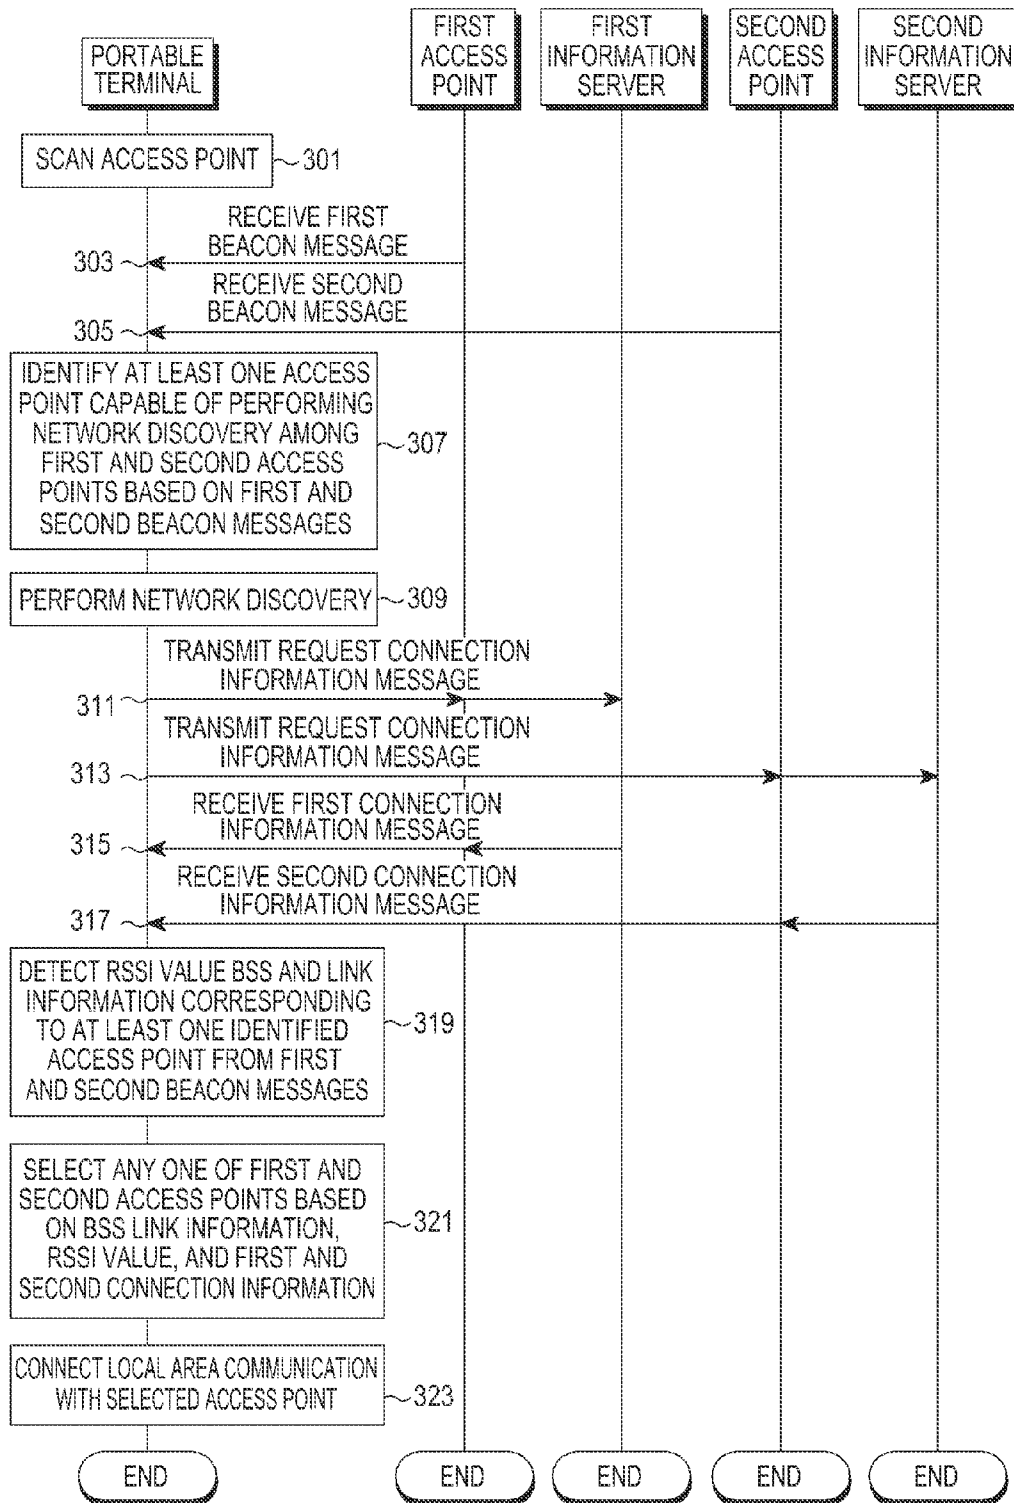 PORTABLE
TERMINAL
FIRST
ACCESS
POINT
FIRST
INFORMATION
SERVER
SECOND
ACCESS
POINT
SECOND
INFORMATION
SERVER
SCAN ACCESS POINT
301
RECEIVE FIRST
BEACON MESSAGE
303
RECEIVE SECOND
BEACON MESSAGE
305
IDENTIFY AT LEAST ONE ACCESS
POINT CAPABLE OF PERFORMING
NETWORK DISCOVERY AMONG
FIRST AND SECOND ACCESS
POINTS BASED ON FIRST AND
SECOND BEACON MESSAGES
307
PERFORM NETWORK DISCOVERY
309
TRANSMIT REQUEST CONNECTION
INFORMATION MESSAGE
311
TRANSMIT REQUEST CONNECTION
INFORMATION MESSAGE
313
RECEIVE FIRST CONNECTION
INFORMATION MESSAGE
315
RECEIVE SECOND CONNECTION
INFORMATION MESSAGE
317
DETECT RSSI VALUE BSS AND LINK
INFORMATION CORRESPONDING
TO AT LEAST ONE IDENTIFIED
ACCESS POINT FROM FIRST
AND SECOND BEACON MESSAGES
319
SELECT ANY ONE OF FIRST AND
SECOND ACCESS POINTS BASED
ON BSS LINK INFORMATION,
RSSI VALUE, AND FIRST AND
SECOND CONNECTION INFORMATION
321
CONNECT LOCAL AREA COMMUNICATION
WITH SELECTED ACCESS POINT
323
END
END
END
END
END